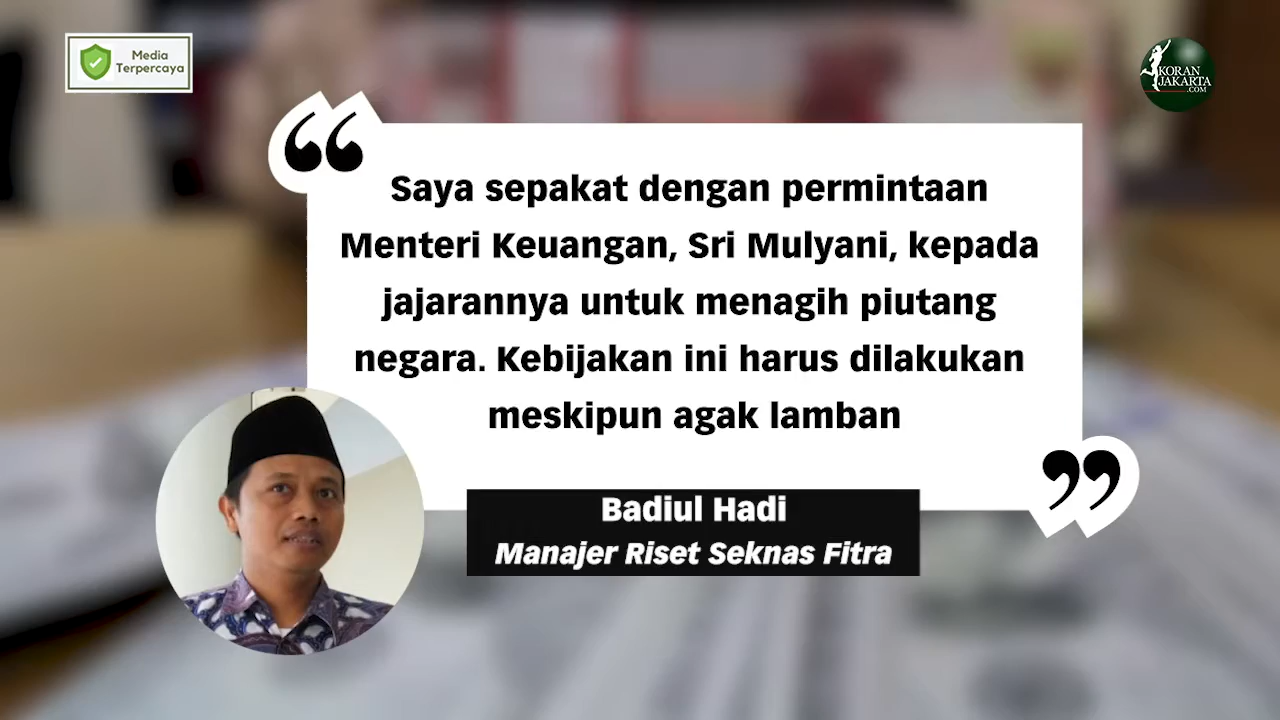 Media
Terpercaya
KORAN
JAKARTA
.COM
Saya sepakat dengan permintaan
Menteri Keuangan, Sri Mulyani, kepada
jajarannya untuk menagih piutang
negara. Kebijakan ini harus dilakukan
meskipun agak lamban
Badiul Hadi
Manajer Riset Seknas Fitra